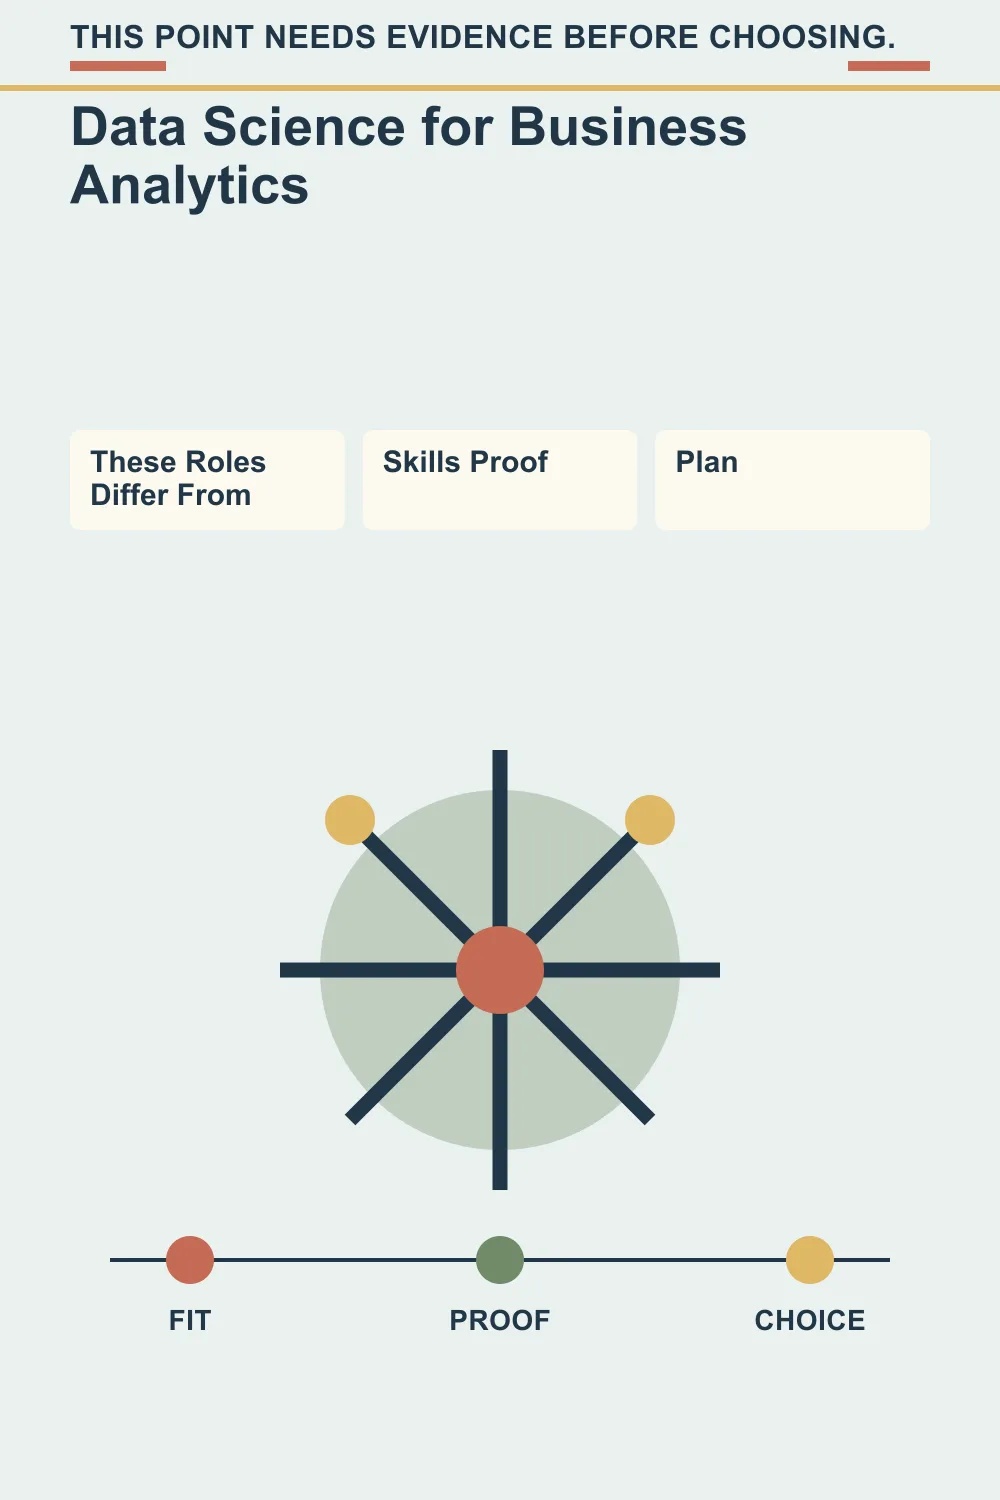 THIS POINT NEEDS EVIDENCE BEFORE CHOOSING.
Data Science for Business
Analytics
These Roles
Differ From
Skills Proof
Plan
FIT
PROOF
CHOICE